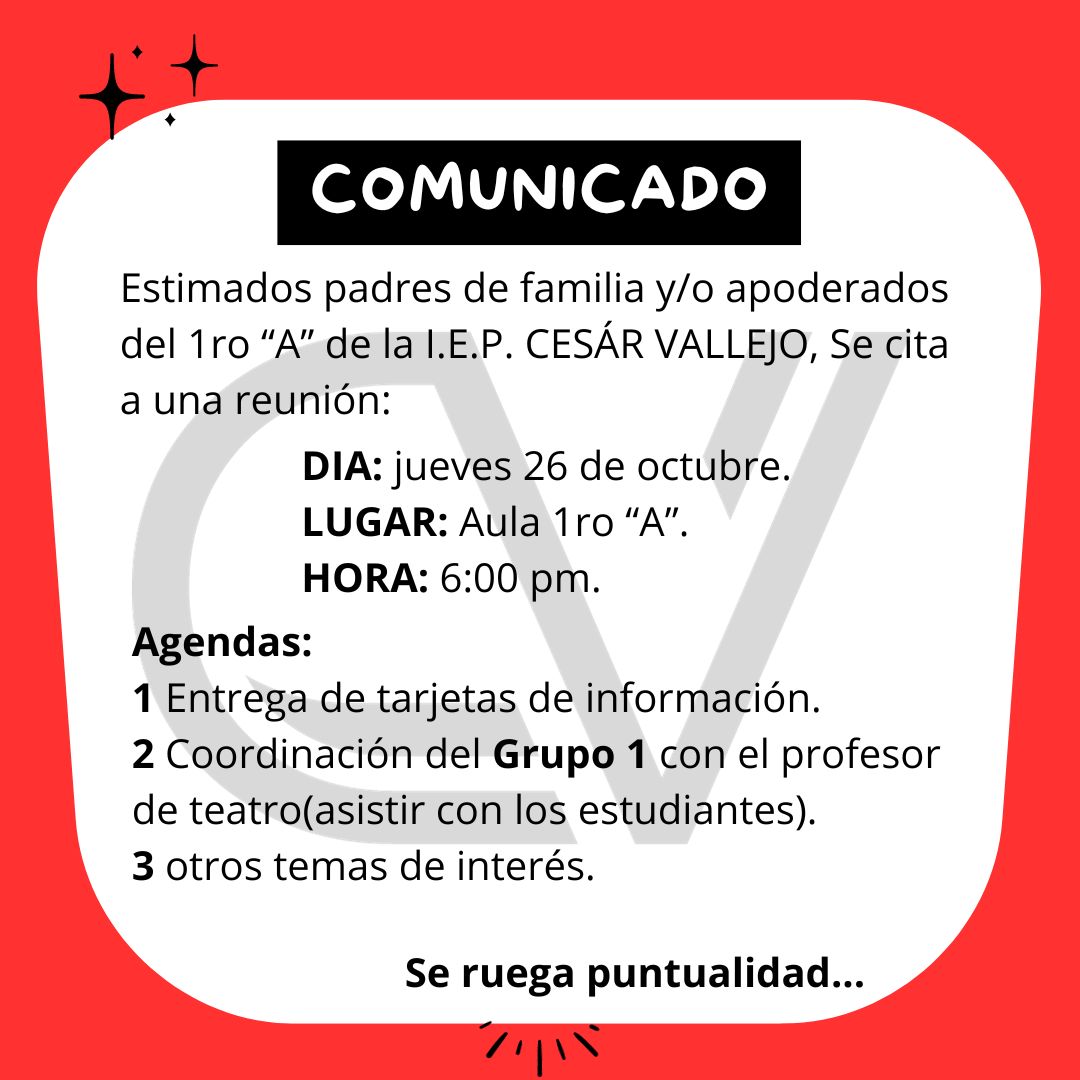 COMUNICADO
Estimados padres de familia y/o apoderados
del 1ro “A” de la I.E.P. CESÁR VALLEJO, Se cita
a una reunión:
DIA: jueves 26 de octubre.
LUGAR: Aula 1ro “A”.
HORA: 6:00 pm.
Agendas:
1 Entrega de tarjetas de información.
2 Coordinación del Grupo 1 con el profesor
de teatro(asistir con los estudiantes).
3 otros temas de interés.
Se ruega puntualidad...
CV